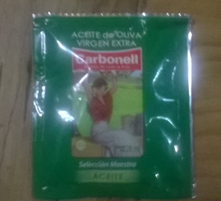 ACEITE de OLIVA
VIRGEN EXTRA
Carbonell
Selección Maestra
ACEITE